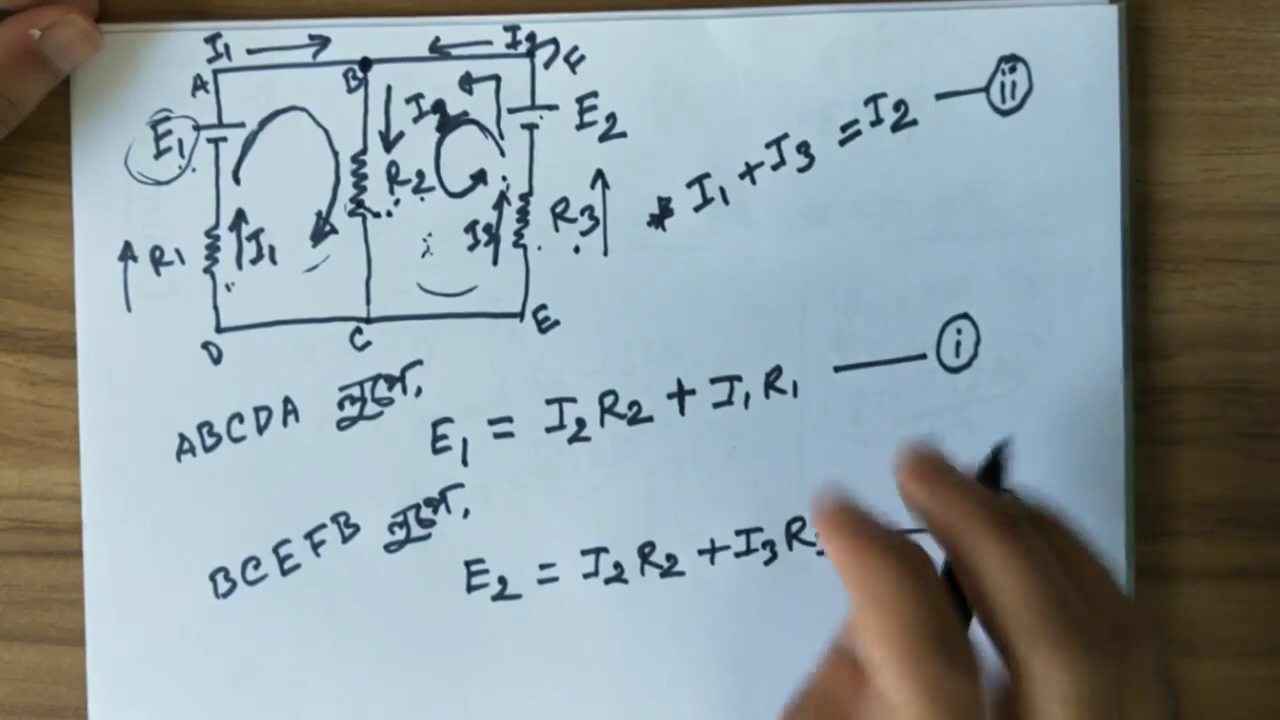 I₁ I₃ F
A B
E₁ I₂ E₂
R₂
R₁ I₁ I₃ R₃
D C E
* I₁ + I₃ = I₂ — ii
ABCDA লুপে,
E₁ = I₂R₂ + I₁R₁ — i
BCEFB লুপে,
E₂ = I₂R₂ + I₃R